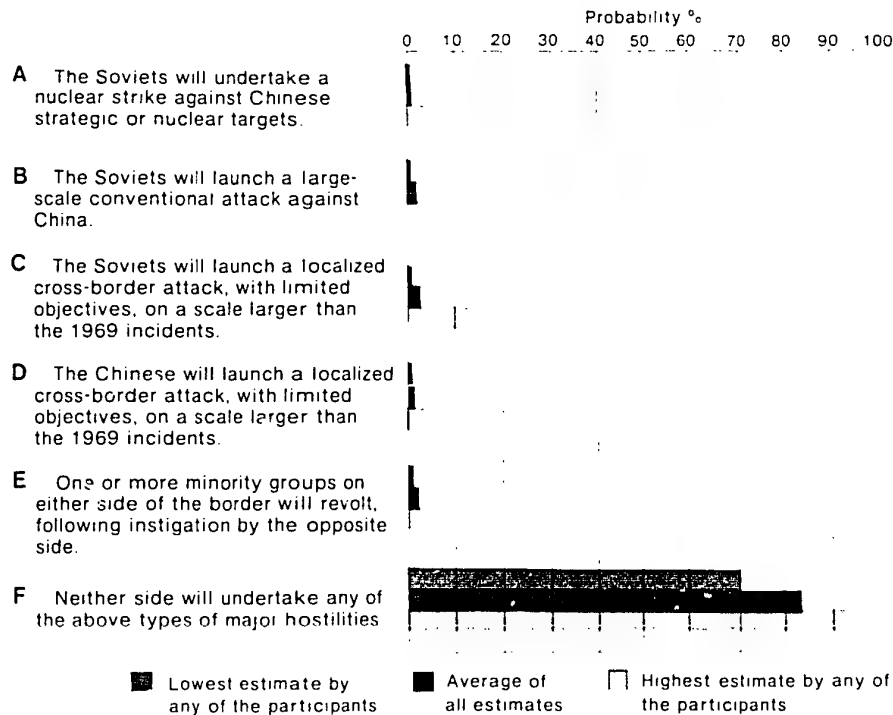 Probability %
0 10 20 30 40 50 60 70 80 90 100
A The Soviets will undertake a
nuclear strike against Chinese
strategic or nuclear targets.
B The Soviets will launch a large-
scale conventional attack against
China.
C The Soviets will launch a localized
cross-border attack, with limited
objectives, on a scale larger than
the 1969 incidents.
D The Chinese will launch a localized
cross-border attack, with limited
objectives, on a scale larger than
the 1969 incidents.
E One or more minority groups on
either side of the border will revolt,
following instigation by the opposite
side.
F Neither side will undertake any of
the above types of major hostilities
Lowest estimate by
any of the participants
Average of
all estimates
Highest estimate by any of
the participants